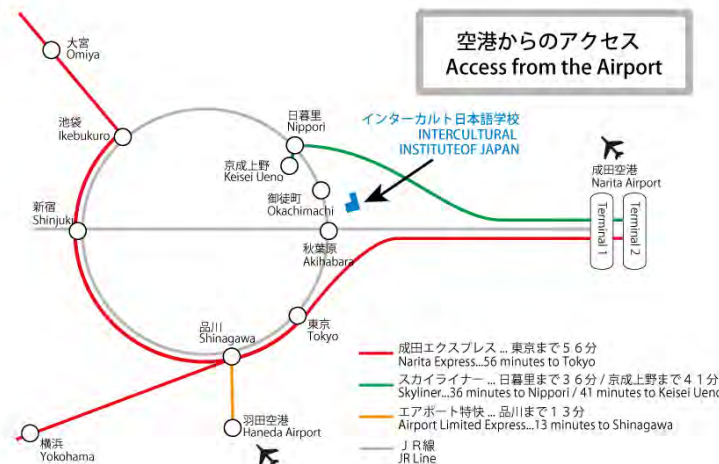 空港からのアクセス
Access from the Airport
大宮
Omiya
池袋
Ikebukuro
日暮里
Nippori
インターカルト日本語学校
INTERCULTURAL
INSTITUTEOF JAPAN
京成上野
Keisei Ueno
成田空港
Narita Airport
御徒町
Okachimachi
新宿
Shinjuku
Terminal 1
Terminal 2
秋葉原
Akihabara
東京
Tokyo
品川
Shinagawa
成田エクスプレス ... 東京まで５６分
Narita Express...56 minutes to Tokyo
スカイライナー ... 日暮里まで３６分 / 京成上野まで４１分
Skyliner...36 minutes to Nippori / 41 minutes to Keisei Ueno
エアポート特快 ... 品川まで１３分
Airport Limited Express...13 minutes to Shinagawa
羽田空港
Haneda Airport
横浜
Yokohama
ＪＲ線
JR Line